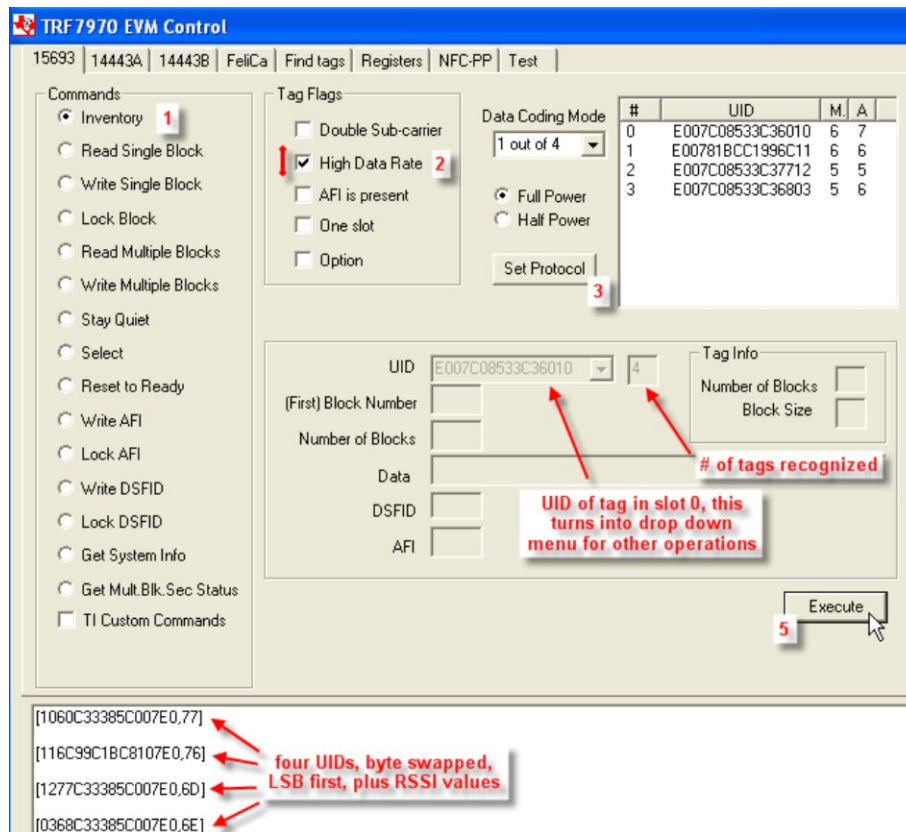 TRF7970 EVM Control
15693 14443A 14443B FeliCa Find tags Registers NFC-PP Test
Commands
Inventory 1
Read Single Block
Write Single Block
Lock Block
Read Multiple Blocks
Write Multiple Blocks
Stay Quiet
Select
Reset to Ready
Write AFI
Lock AFI
Write DSFID
Lock DSFID
Get System Info
Get Mult.Blk.Sec Status
TI Custom Commands
Tag Flags
Double Sub-carrier
High Data Rate 2
AFI is present
One slot
Option
Data Coding Mode
1 out of 4
Full Power
Half Power
Set Protocol
3
# UID M. A
0 E007C08533C36010 6 7
1 E00781BCC1996C11 6 6
2 E007C08533C37712 5 5
3 E007C08533C36803 5 6
UID E007C08533C36010 4
(First) Block Number
Number of Blocks
Data
DSFID
AFI
Tag Info
Number of Blocks
Block Size
# of tags recognized
UID of tag in slot 0, this
turns into drop down
menu for other operations
Execute
5
[1060C33385C007E0,77]
[116C99C1BC8107E0,76]
[1277C33385C007E0,6D]
[0368C33385C007E0,6E]
four UIDs, byte swapped,
LSB first, plus RSSI values